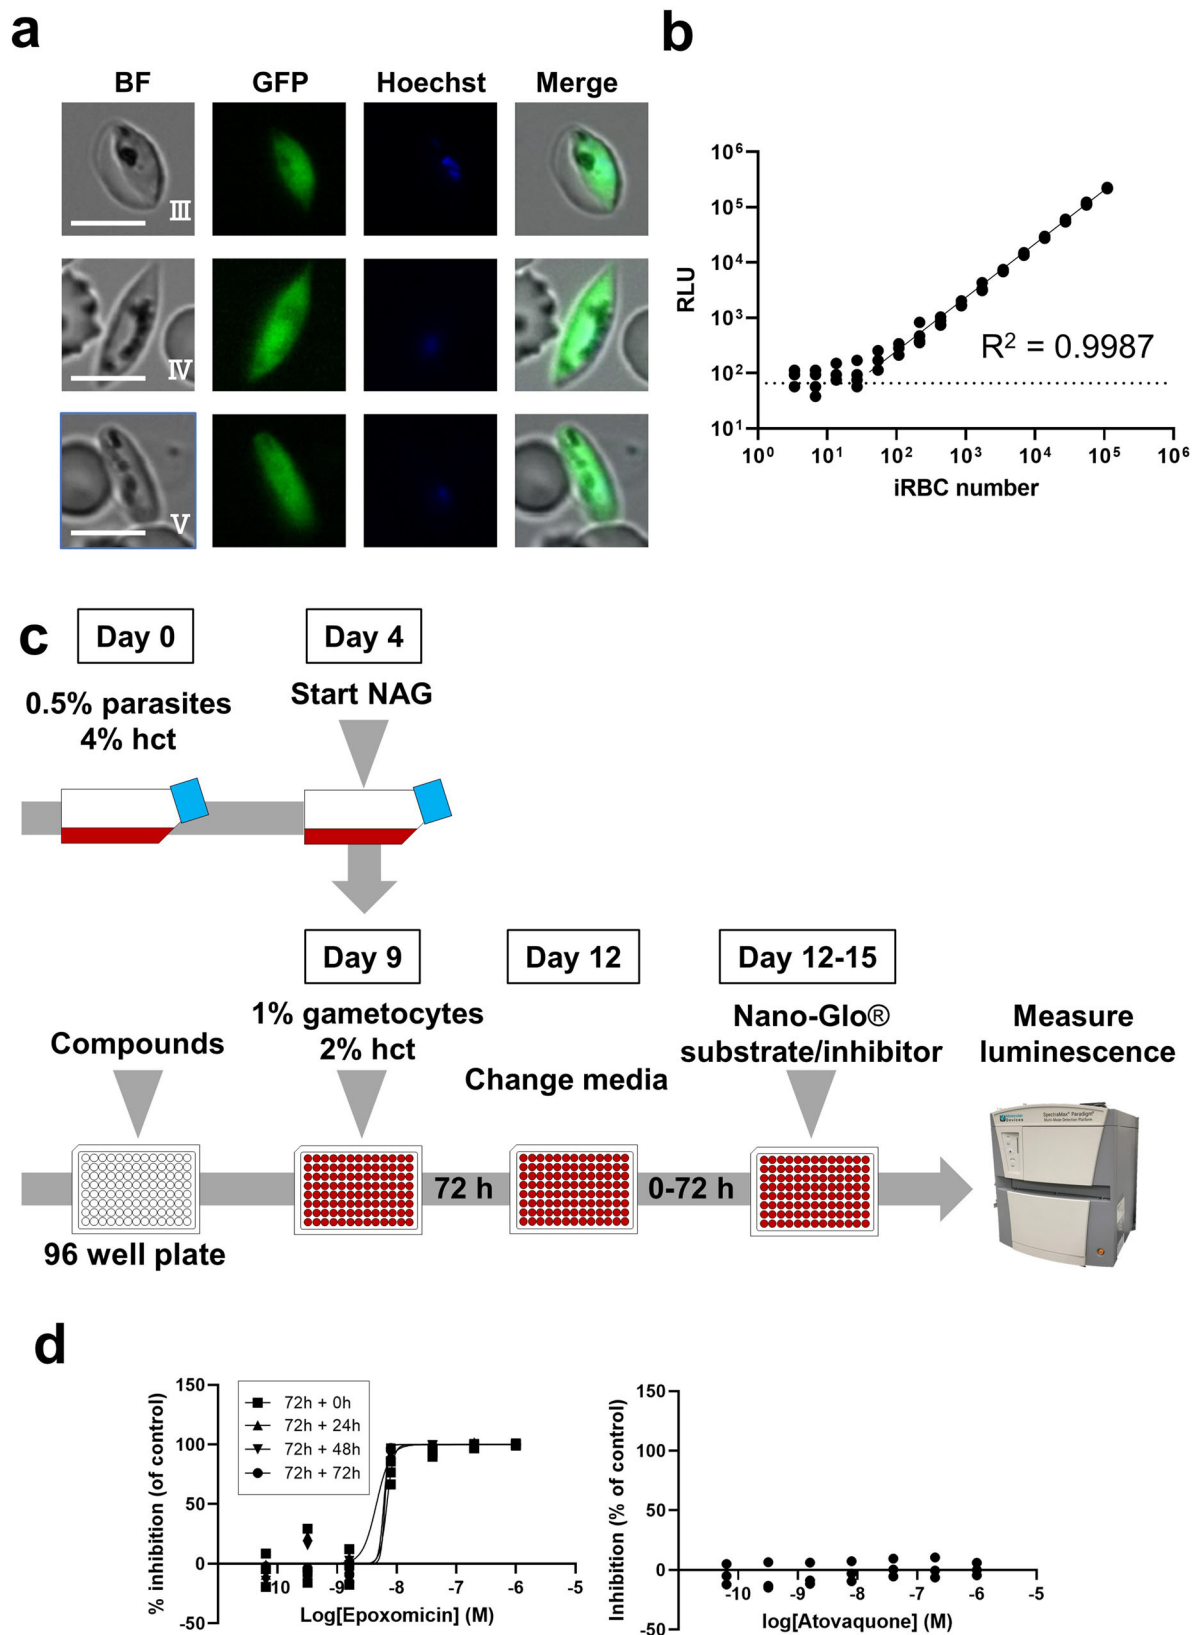 a
BF GFP Hoechst Merge
III
IV
V
b
10⁶
10⁵
10⁴
10³
10²
10¹
RLU
R² = 0.9987
10⁰ 10¹ 10² 10³ 10⁴ 10⁵ 10⁶
iRBC number
c
Day 0
Day 4
0.5% parasites
4% hct
Start NAG
Day 9
Day 12
Day 12-15
1% gametocytes
2% hct
Compounds
Change media
Nano-Glo®
substrate/inhibitor
Measure
luminescence
72 h
0-72 h
96 well plate
SpectraMax® Paradigm®
d
150
100
50
0
-50
% inhibition (of control)
72h + 0h
72h + 24h
72h + 48h
72h + 72h
-10 -9 -8 -7 -6 -5
Log[Epoxomicin] (M)
150
100
50
0
-50
Inhibition (% of control)
-10 -9 -8 -7 -6 -5
log[Atovaquone] (M)